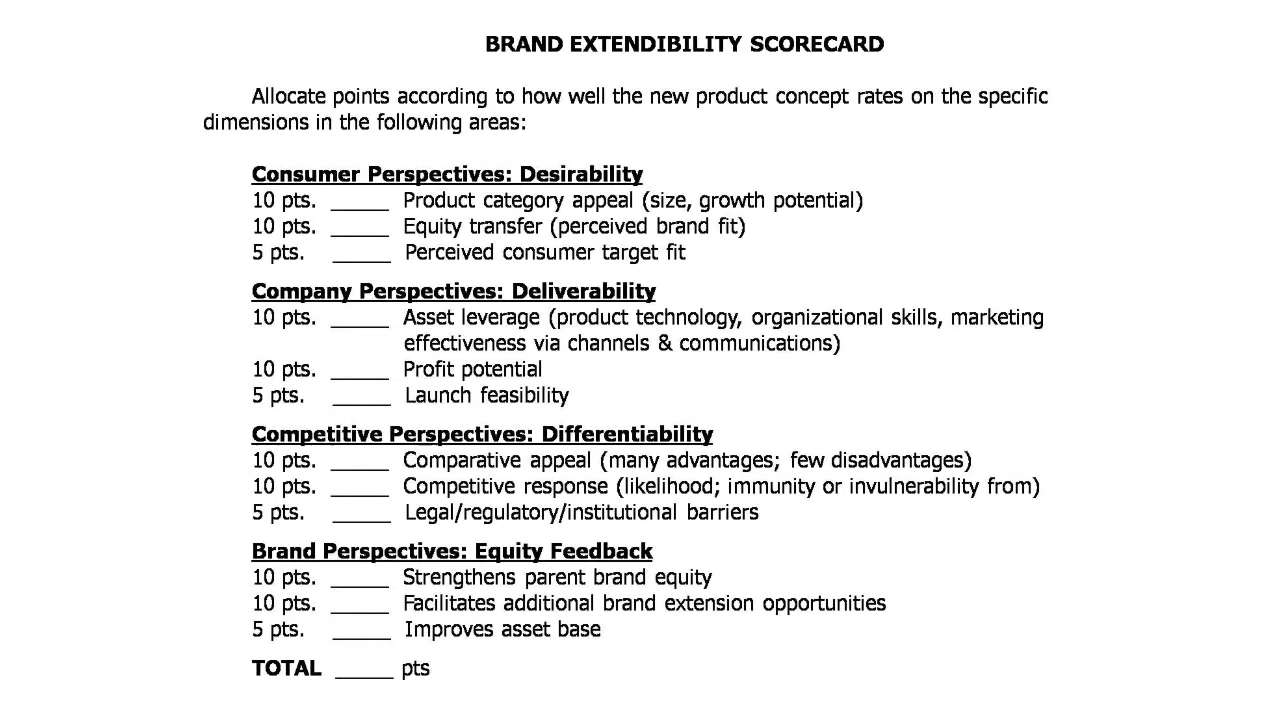 BRAND EXTENDIBILITY SCORECARD
Allocate points according to how well the new product concept rates on the specific
dimensions in the following areas:
Consumer Perspectives: Desirability
10 pts. _____ Product category appeal (size, growth potential)
10 pts. _____ Equity transfer (perceived brand fit)
5 pts. _____ Perceived consumer target fit
Company Perspectives: Deliverability
10 pts. _____ Asset leverage (product technology, organizational skills, marketing
effectiveness via channels & communications)
10 pts. _____ Profit potential
5 pts. _____ Launch feasibility
Competitive Perspectives: Differentiability
10 pts. _____ Comparative appeal (many advantages; few disadvantages)
10 pts. _____ Competitive response (likelihood; immunity or invulnerability from)
5 pts. _____ Legal/regulatory/institutional barriers
Brand Perspectives: Equity Feedback
10 pts. _____ Strengthens parent brand equity
10 pts. _____ Facilitates additional brand extension opportunities
5 pts. _____ Improves asset base
TOTAL _____ pts